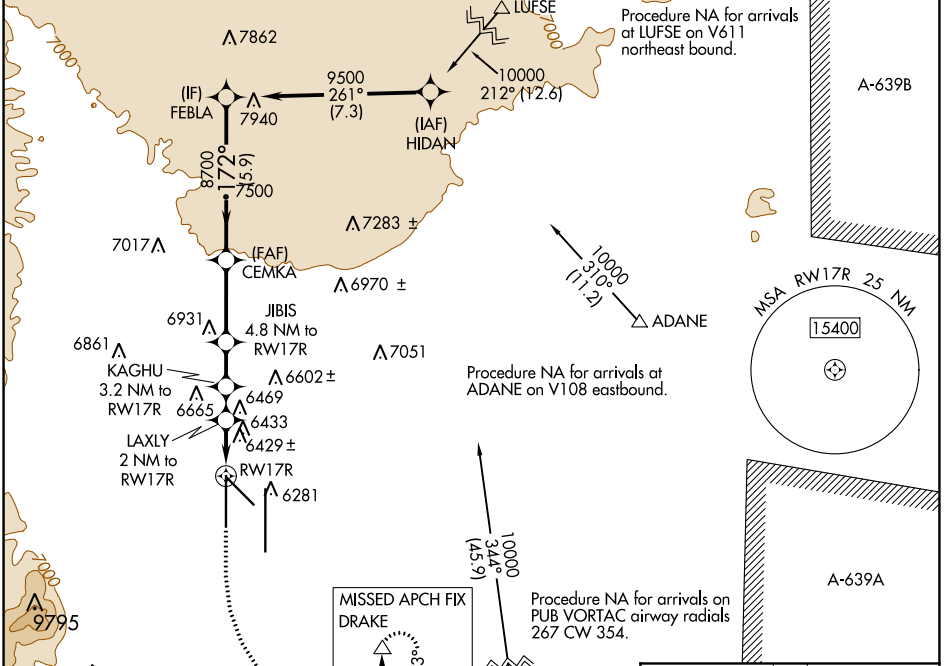 LUFSE
Procedure NA for arrivals
at LUFSE on V611
northeast bound.
7000
7862
10000
212° (12.6)
9500
261°
(7.3)
(IF)
FEBLA
7940
(IAF)
HIDAN
A-639B
8700
172°
(5.9)
7500
7283 ±
7017
(FAF)
CEMKA
6970 ±
10000
310°
(11.2)
ADANE
MSA RW17R 25 NM
15400
JIBIS
4.8 NM to
RW17R
6931
6861
7051
KAGHU
3.2 NM to
RW17R
6602 ±
6665
6469
6433
6429 ±
LAXLY
2 NM to
RW17R
RW17R
6281
Procedure NA for arrivals at
ADANE on V108 eastbound.
10000
344°
(45.9)
7000
9795
MISSED APCH FIX
DRAKE
3°
Procedure NA for arrivals on
PUB VORTAC airway radials
267 CW 354.
A-639A